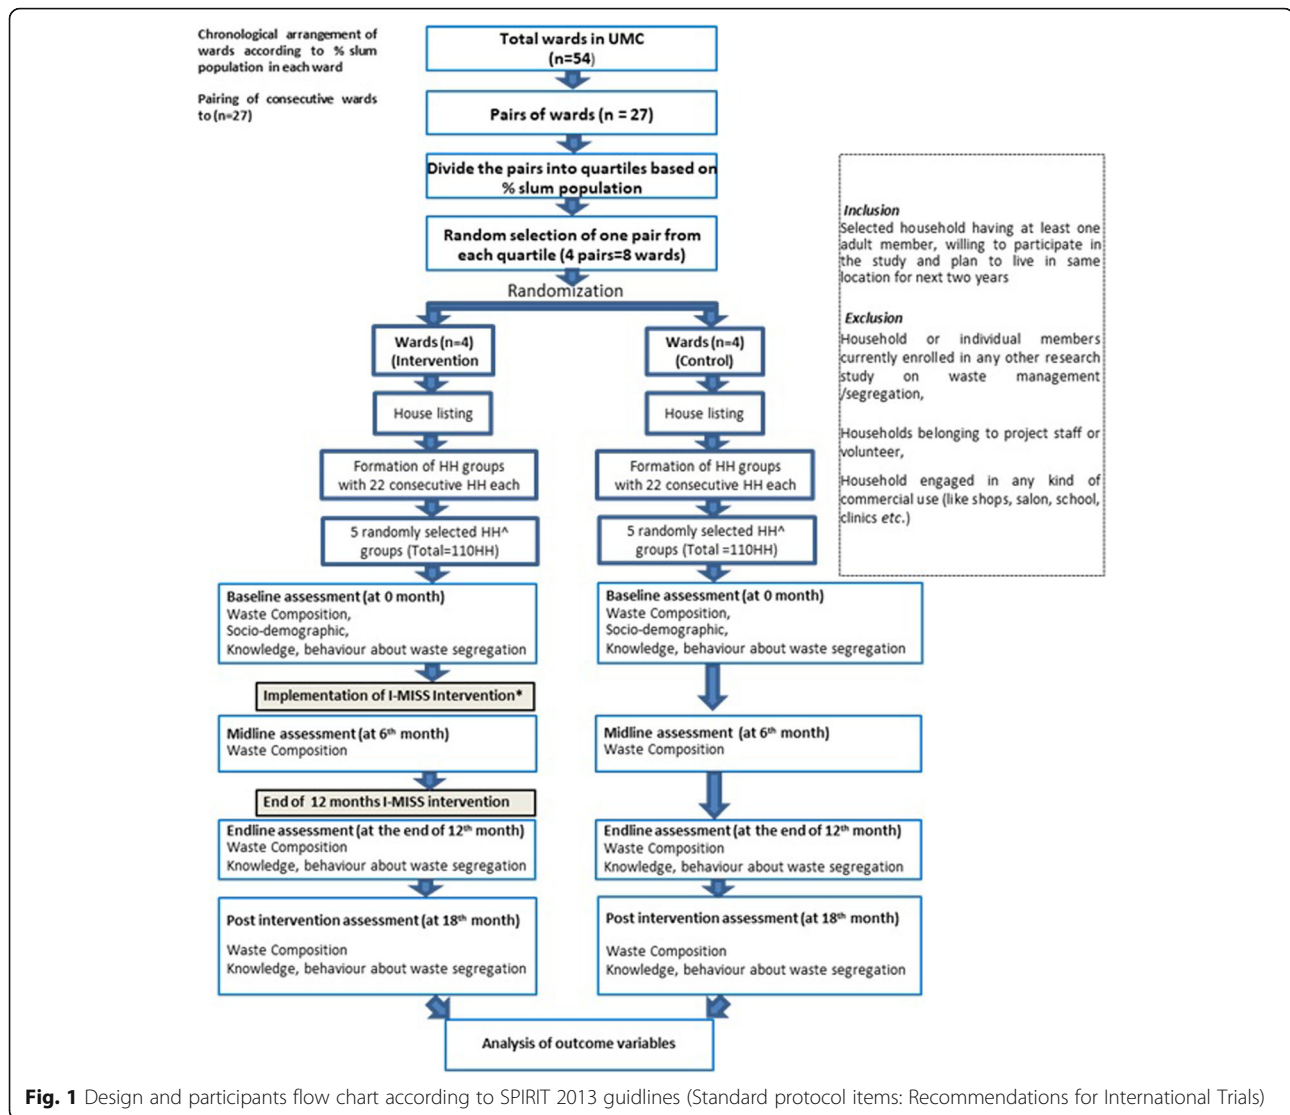 Chronological arrangement of
wards according to % slum
population in each ward
Pairing of consecutive wards
to (n=27)
Total wards in UMC
(n=54)
Pairs of wards (n = 27)
Divide the pairs into quartiles based on
% slum population
Random selection of one pair from
each quartile (4 pairs=8 wards)
Randomization
Wards (n=4)
(Intervention
House listing
Formation of HH groups
with 22 consecutive HH each
5 randomly selected HH^
groups (Total=110HH)
Baseline assessment (at 0 month)
Waste Composition,
Socio-demographic,
Knowledge, behaviour about waste segregation
Implementation of I-MISS Intervention*
Midline assessment (at 6th month)
Waste Composition
End of 12 months I-MISS intervention
Endline assessment (at the end of 12th month)
Waste Composition
Knowledge, behaviour about waste segregation
Post intervention assessment (at 18th month)
Waste Composition
Knowledge, behaviour about waste segregation
Wards (n=4)
(Control)
House listing
Formation of HH groups
with 22 consecutive HH each
5 randomly selected HH^
groups (Total =110HH)
Baseline assessment (at 0 month)
Waste Composition,
Socio-demographic,
Knowledge, behaviour about waste segregation
Midline assessment (at 6th month)
Waste Composition
Endline assessment (at the end of 12th month)
Waste Composition
Knowledge, behaviour about waste segregation
Post intervention assessment (at 18th month)
Waste Composition
Knowledge, behaviour about waste segregation
Analysis of outcome variables
Inclusion
Selected household having at least one
adult member, willing to participate in
the study and plan to live in same
location for next two years
Exclusion
Household or individual members
currently enrolled in any other research
study on waste management
/segregation,
Households belonging to project staff or
volunteer,
Household engaged in any kind of
commercial use (like shops, salon, school,
clinics etc.)
Fig. 1 Design and participants flow chart according to SPIRIT 2013 guidlines (Standard protocol items: Recommendations for International Trials)